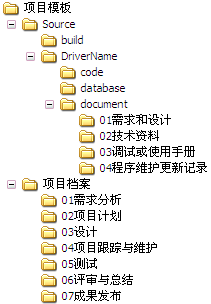 项目模板
Source
build
DriverName
code
database
document
01需求和设计
02技术资料
03调试或使用手册
04程序维护更新记录
项目档案
01需求分析
02项目计划
03设计
04项目跟踪与维护
05测试
06评审与总结
07成果发布